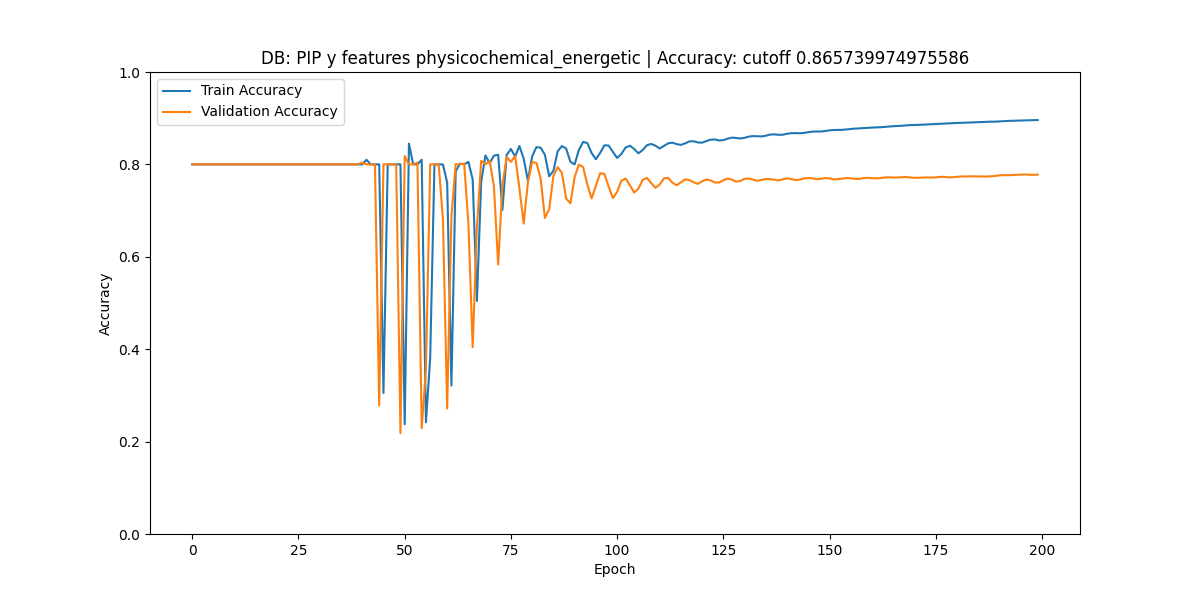 DB: PIP y features physicochemical_energetic | Accuracy: cutoff 0.865739974975586
Train Accuracy
Validation Accuracy
Accuracy
1.0
0.8
0.6
0.4
0.2
0.0
0 25 50 75 100 125 150 175 200
Epoch